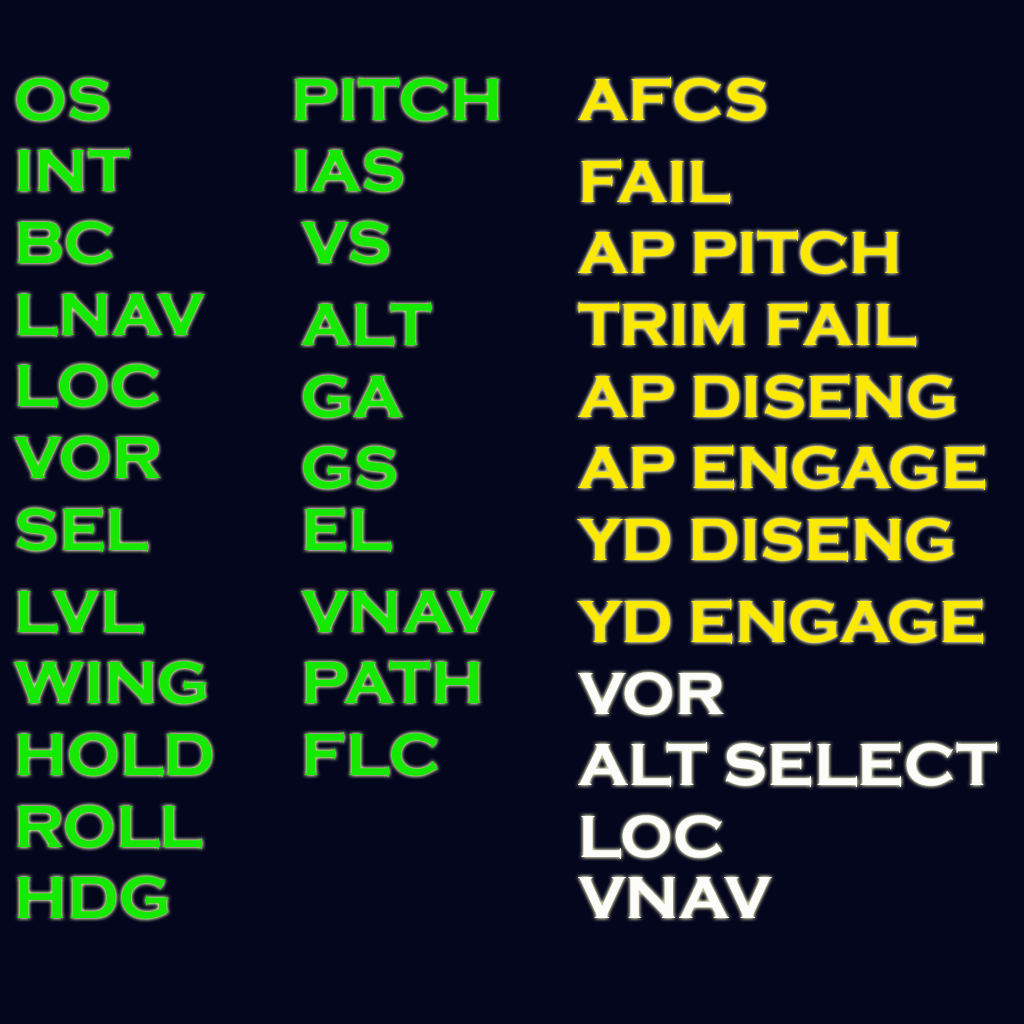 OS
INT
BC
LNAV
LOC
VOR
SEL
LVL
WING
HOLD
ROLL
HDG
PITCH
IAS
VS
ALT
GA
GS
EL
VNAV
PATH
FLC
AFCS
FAIL
AP PITCH
TRIM FAIL
AP DISENG
AP ENGAGE
YD DISENG
YD ENGAGE
VOR
ALT SELECT
LOC
VNAV